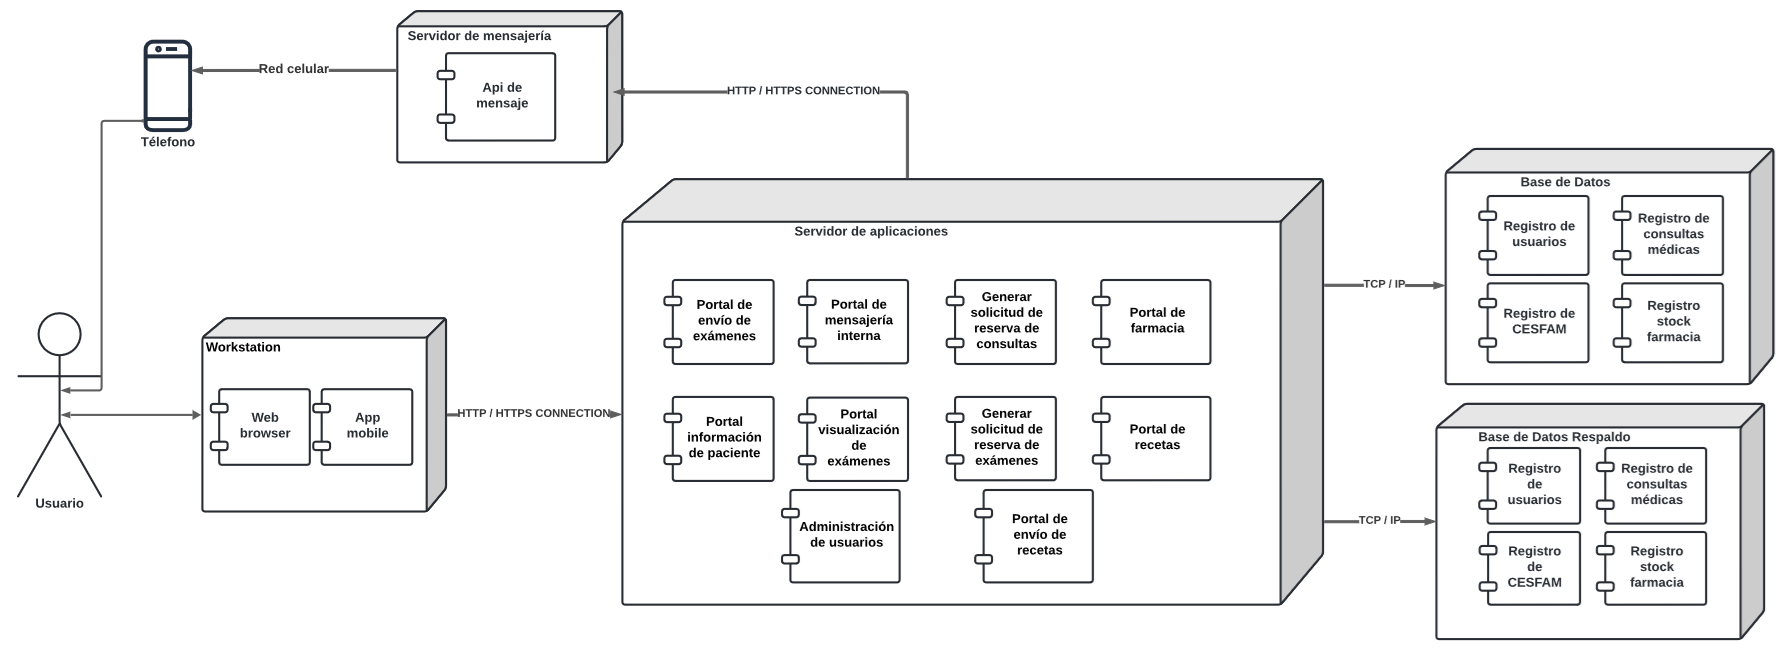 Servidor de mensajería
Api de
mensaje
Red celular
Télefono
HTTP / HTTPS CONNECTION
Usuario
Workstation
Web
browser
App
mobile
HTTP / HTTPS CONNECTION
Servidor de aplicaciones
Portal de
envío de
exámenes
Portal de
mensajería
interna
Generar
solicitud de
reserva de
consultas
Portal de
farmacia
Portal
información
de paciente
Portal
visualización
de
exámenes
Generar
solicitud de
reserva de
exámenes
Portal de
recetas
Administración
de usuarios
Portal de
envío de
recetas
TCP / IP
Base de Datos
Registro de
usuarios
Registro de
consultas
médicas
Registro de
CESFAM
Registro
stock
farmacia
TCP / IP
Base de Datos Respaldo
Registro
de
usuarios
Registro de
consultas
médicas
Registro
de
CESFAM
Registro
stock
farmacia